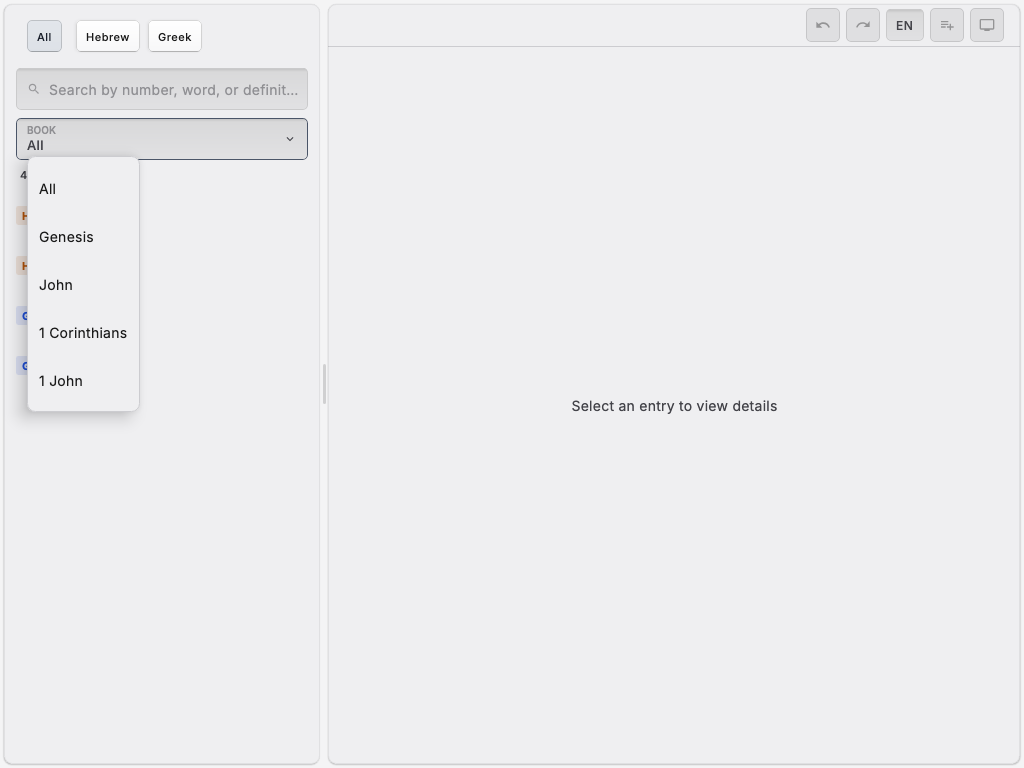 All Hebrew Greek
EN
Search by number, word, or definit...
BOOK
All
4
All
Genesis
John
1 Corinthians
1 John
Select an entry to view details